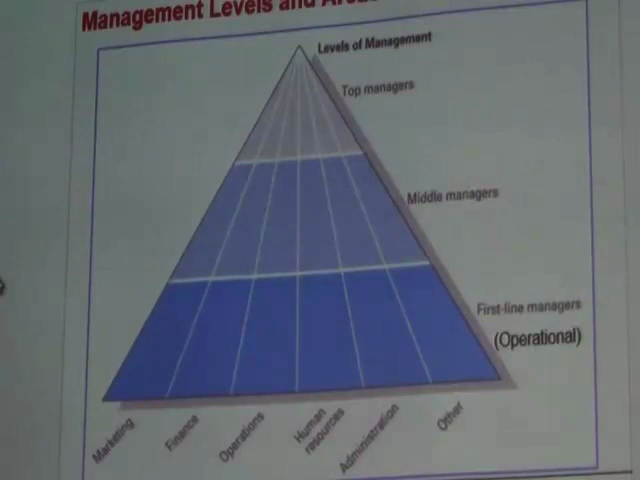 Management Levels and Areas
Levels of Management
Top managers
Middle managers
First-line managers
(Operational)
Marketing
Finance
Operations
Human
resources
Administration
Other